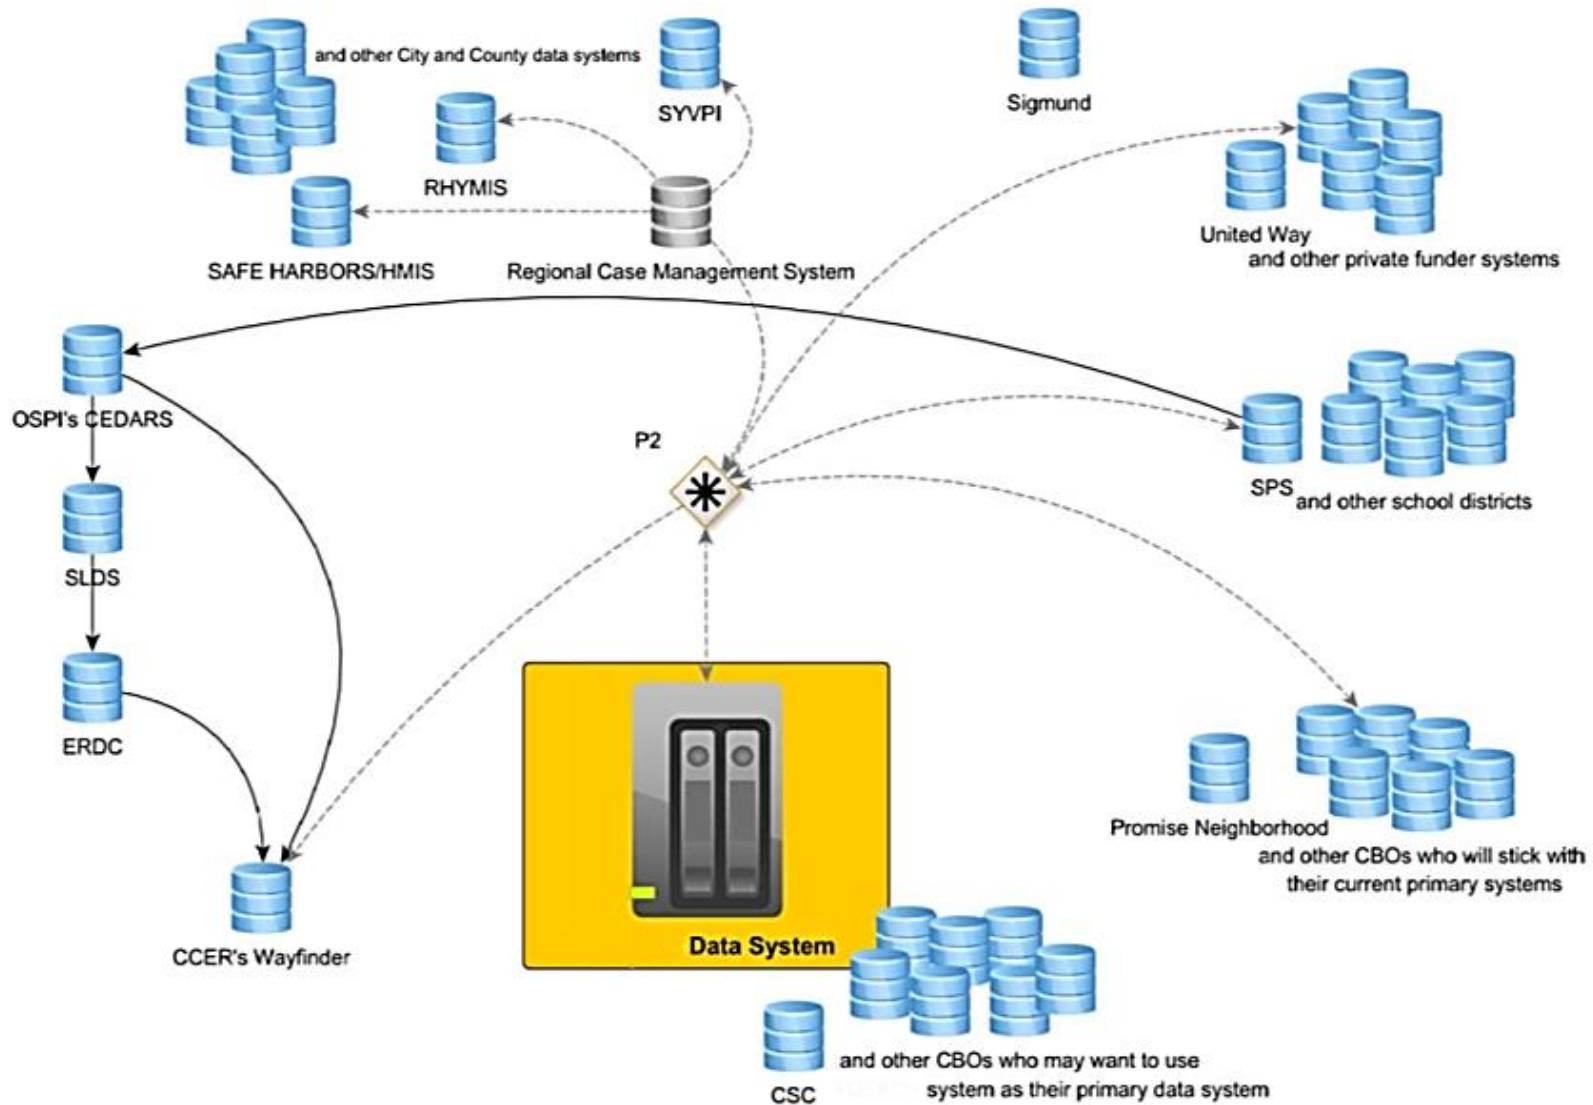 and other City and County data systems
SYVPI
Sigmund
RHYMIS
United Way
and other private funder systems
SAFE HARBORS/HMIS
Regional Case Management System
OSPI's CEDARS
P2
SPS
and other school districts
SLDS
ERDC
Promise Neighborhood
and other CBOs who will stick with
their current primary systems
CCER's Wayfinder
Data System
CSC
and other CBOs who may want to use
system as their primary data system